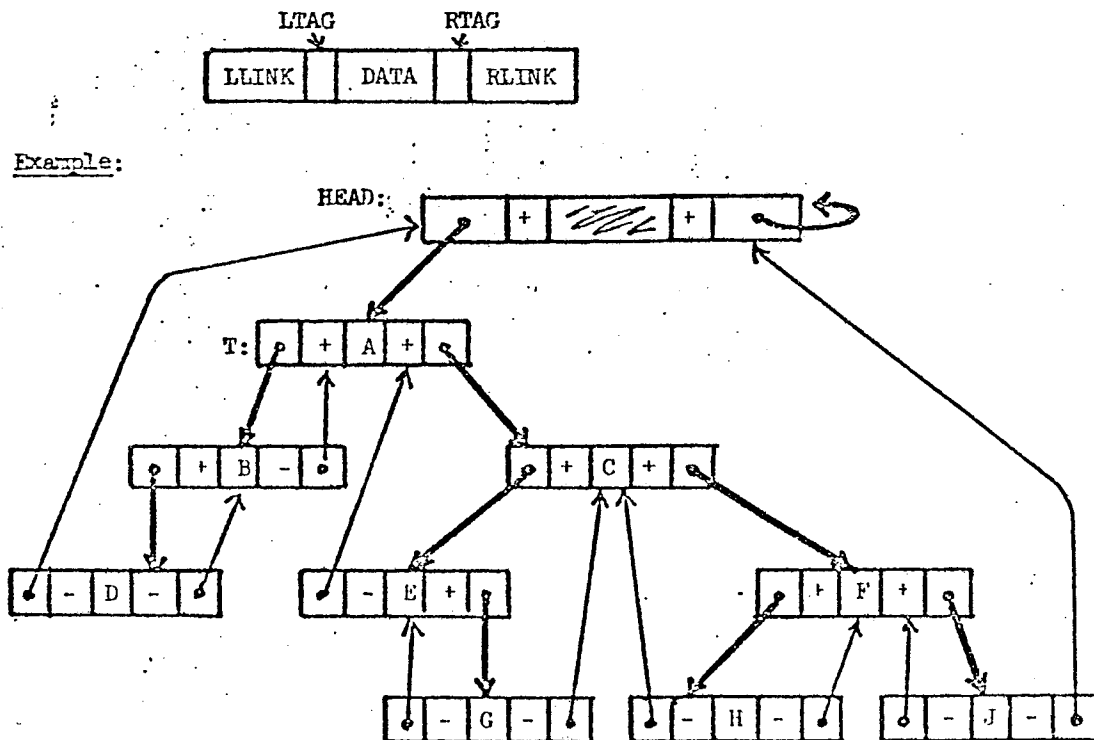 LTAG RTAG
LLINK DATA RLINK
Example:
HEAD: + +
T: + A +
+ B - + C +
- D - - E + + F +
- G - - H - - J -